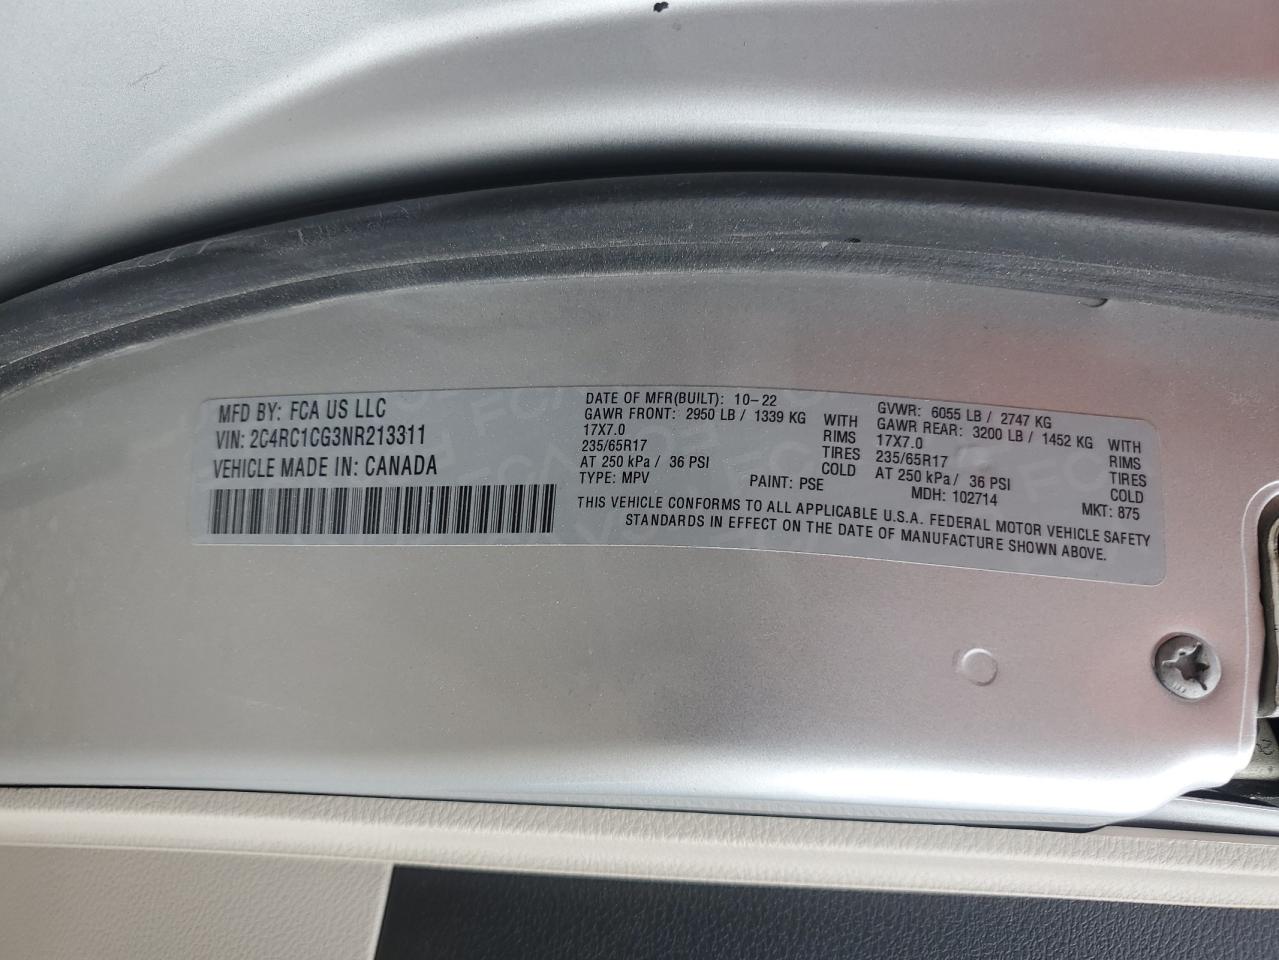 MFD BY: FCA US LLC
VIN: 2C4RC1CG3NR213311
VEHICLE MADE IN: CANADA
DATE OF MFR(BUILT): 10-22
GAWR FRONT: 2950 LB / 1339 KG WITH
17X7.0 RIMS
235/65R17 TIRES
AT 250 kPa / 36 PSI COLD
TYPE: MPV PAINT: PSE
GVWR: 6055 LB / 2747 KG
GAWR REAR: 3200 LB / 1452 KG WITH
17X7.0 RIMS
235/65R17 TIRES
AT 250 kPa / 36 PSI COLD
MDH: 102714 MKT: 875
THIS VEHICLE CONFORMS TO ALL APPLICABLE U.S.A. FEDERAL MOTOR VEHICLE SAFETY
STANDARDS IN EFFECT ON THE DATE OF MANUFACTURE SHOWN ABOVE.